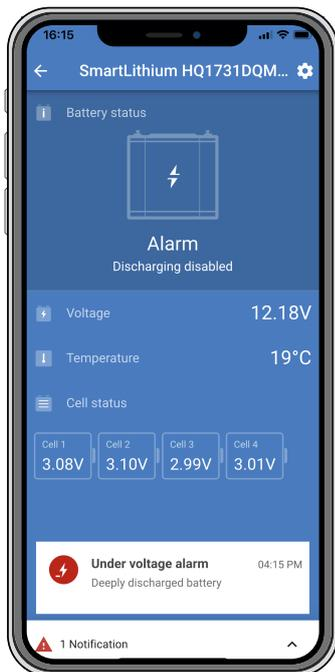 16:15
SmartLithium HQ1731DQM...
Battery status
Alarm
Discharging disabled
Voltage 12.18V
Temperature 19°C
Cell status
Cell 1 Cell 2 Cell 3 Cell 4
3.08V 3.10V 2.99V 3.01V
Under voltage alarm 04:15 PM
Deeply discharged battery
1 Notification